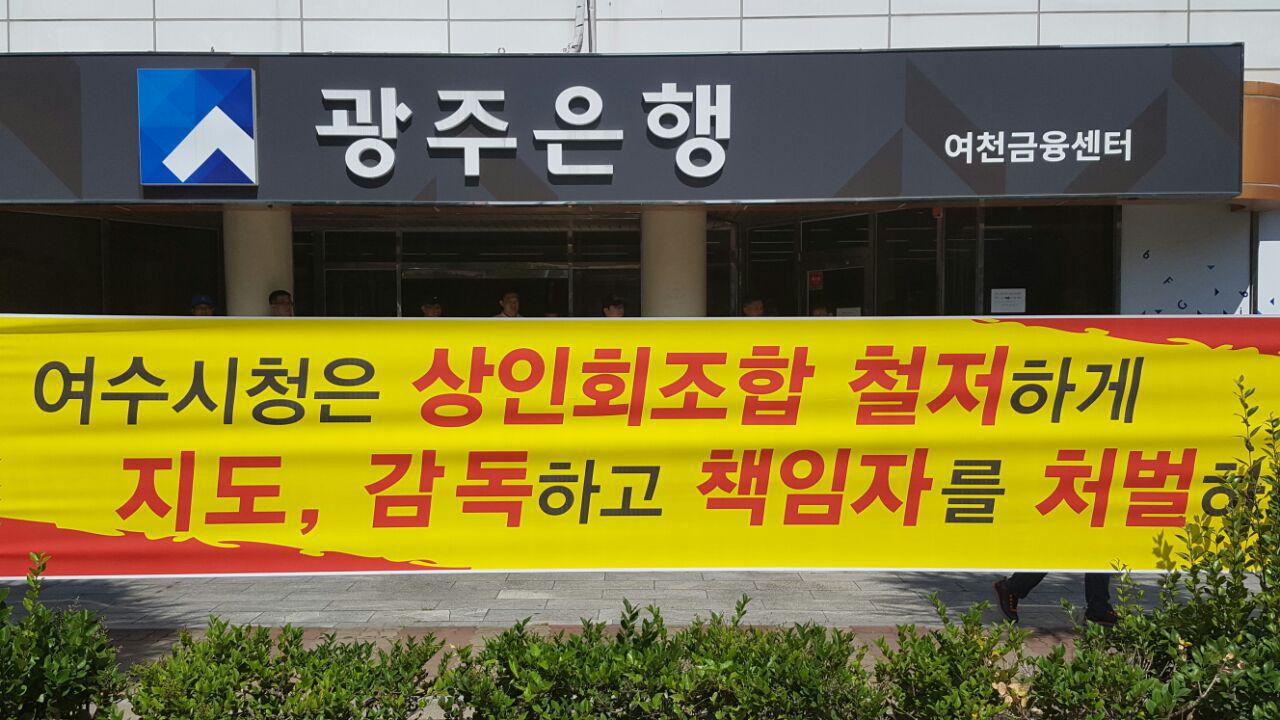 광주은행
여천금융센터
여수시청은 상인회조합 철저하게
지도, 감독하고 책임자를 처벌하